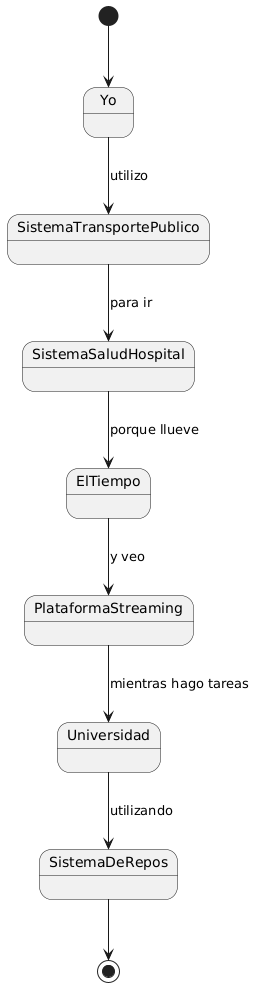 Yo
utilizo
SistemaTransportePublico
para ir
SistemaSaludHospital
porque llueve
ElTiempo
y veo
PlataformaStreaming
mientras hago tareas
Universidad
utilizando
SistemaDeRepos